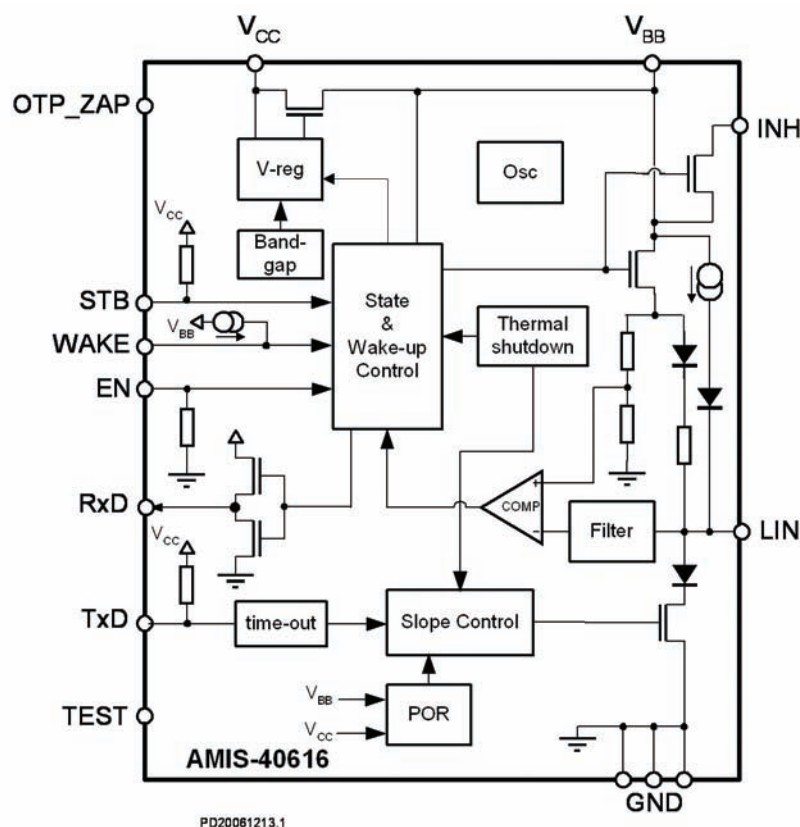 VCC
VBB
OTP_ZAP
INH
V-reg
Osc
VCC
Band-
gap
STB
State
&
Wake-up
Control
Thermal
shutdown
VBB
WAKE
EN
RxD
+
COMP
−
Filter
LIN
VCC
TxD
time-out
Slope Control
VBB
POR
VCC
TEST
AMIS-40616
GND
PD20061213.1